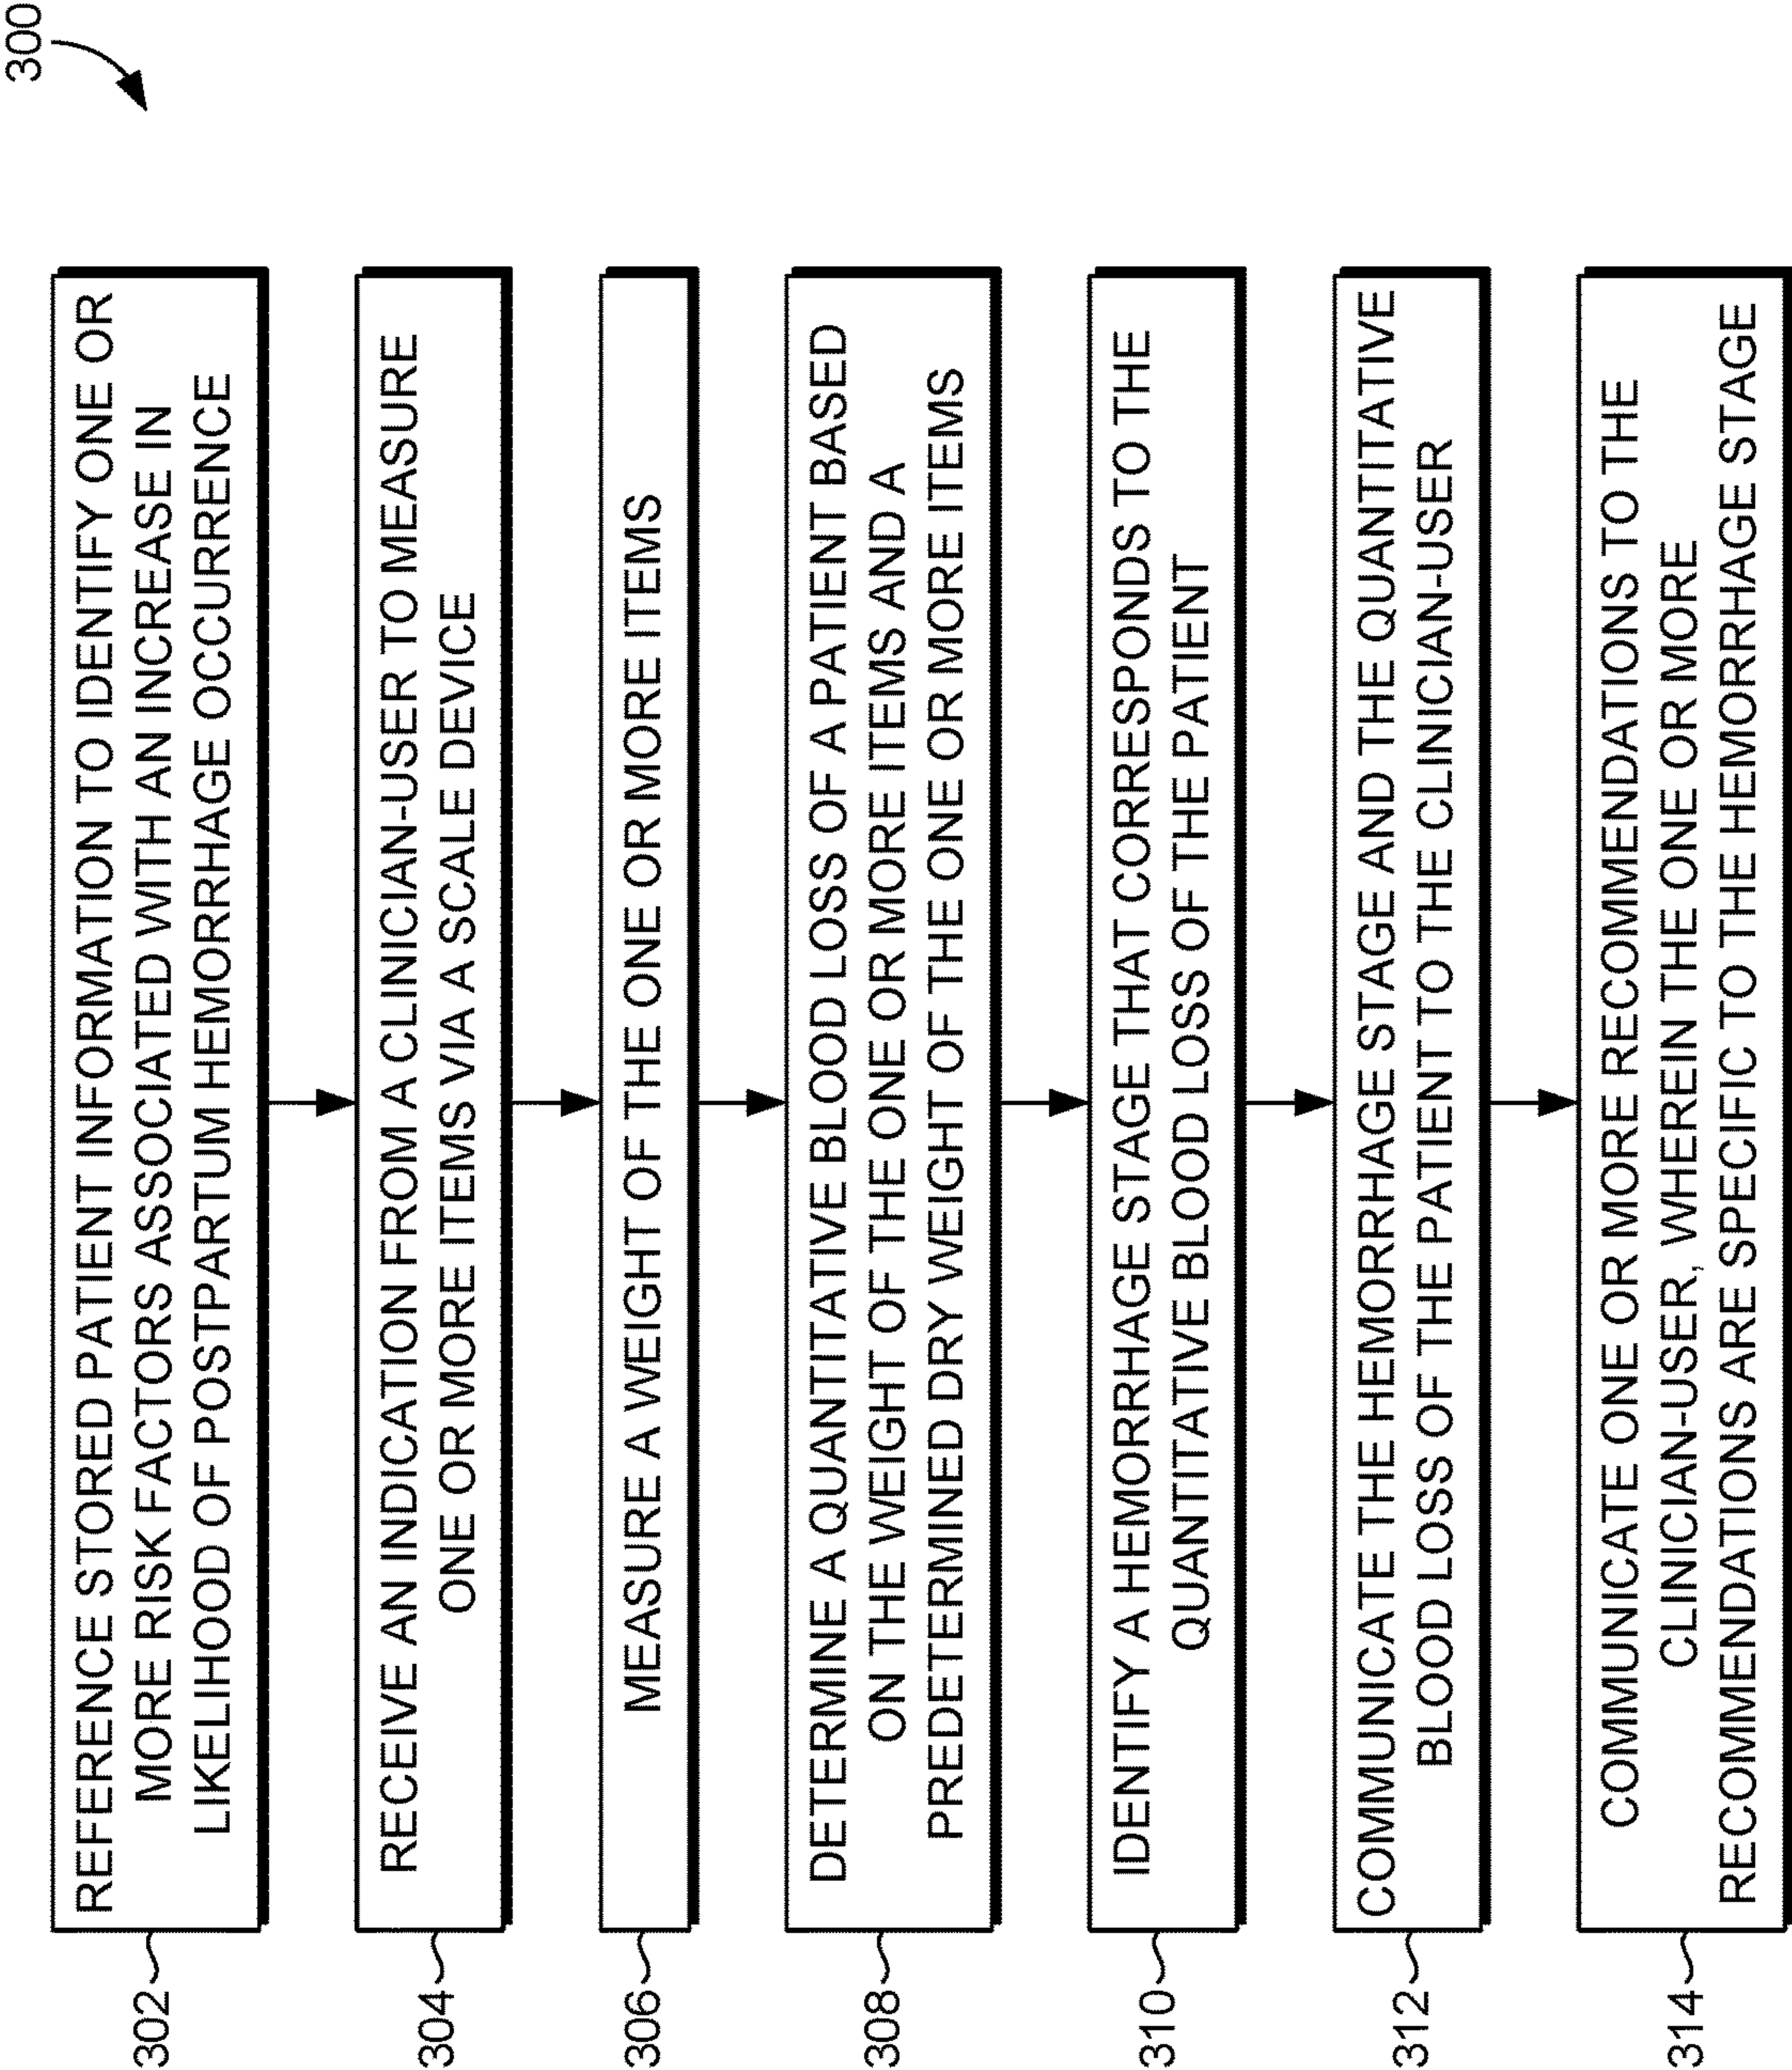 300
302
REFERENCE STORED PATIENT INFORMATION TO IDENTIFY ONE OR
MORE RISK FACTORS ASSOCIATED WITH AN INCREASE IN
LIKELIHOOD OF POSTPARTUM HEMORRHAGE OCCURRENCE
304
RECEIVE AN INDICATION FROM A CLINICIAN-USER TO MEASURE
ONE OR MORE ITEMS VIA A SCALE DEVICE
306
MEASURE A WEIGHT OF THE ONE OR MORE ITEMS
308
DETERMINE A QUANTITATIVE BLOOD LOSS OF A PATIENT BASED
ON THE WEIGHT OF THE ONE OR MORE ITEMS AND A
PREDETERMINED DRY WEIGHT OF THE ONE OR MORE ITEMS
310
IDENTIFY A HEMORRHAGE STAGE THAT CORRESPONDS TO THE
QUANTITATIVE BLOOD LOSS OF THE PATIENT
312
COMMUNICATE THE HEMORRHAGE STAGE AND THE QUANTITATIVE
BLOOD LOSS OF THE PATIENT TO THE CLINICIAN-USER
314
COMMUNICATE ONE OR MORE RECOMMENDATIONS TO THE
CLINICIAN-USER, WHEREIN THE ONE OR MORE
RECOMMENDATIONS ARE SPECIFIC TO THE HEMORRHAGE STAGE